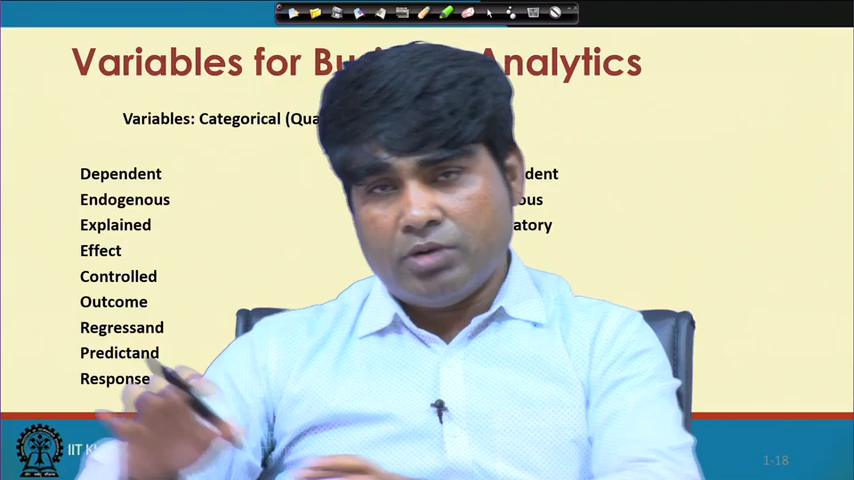 Variables for Bu Analytics
Variables: Categorical (Qua
Dependent dent
Endogenous ous
Explained atory
Effect
Controlled
Outcome
Regressand
Predictand
Response
IIT K
1-18